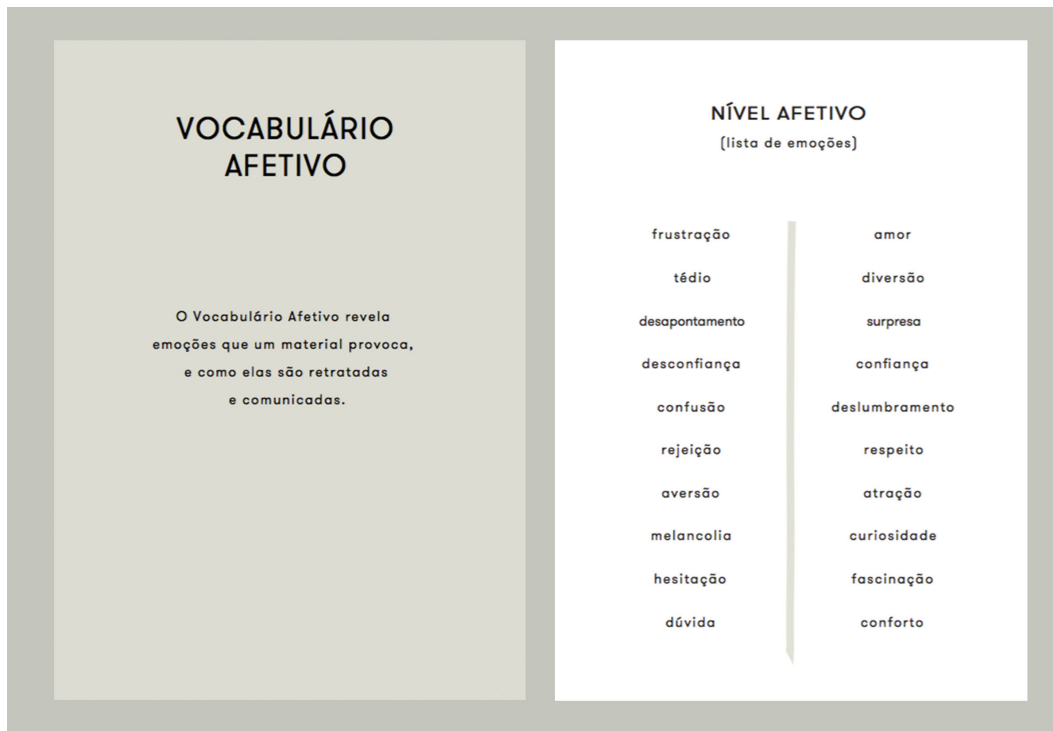 VOCABULÁRIO
AFETIVO
O Vocabulário Afetivo revela
emoções que um material provoca,
e como elas são retratadas
e comunicadas.
NÍVEL AFETIVO
(lista de emoções)
frustração
tédio
desapontamento
desconfiança
confusão
rejeição
aversão
melancolia
hesitação
dúvida
amor
diversão
surpresa
confiança
deslumbramento
respeito
atração
curiosidade
fascinação
conforto